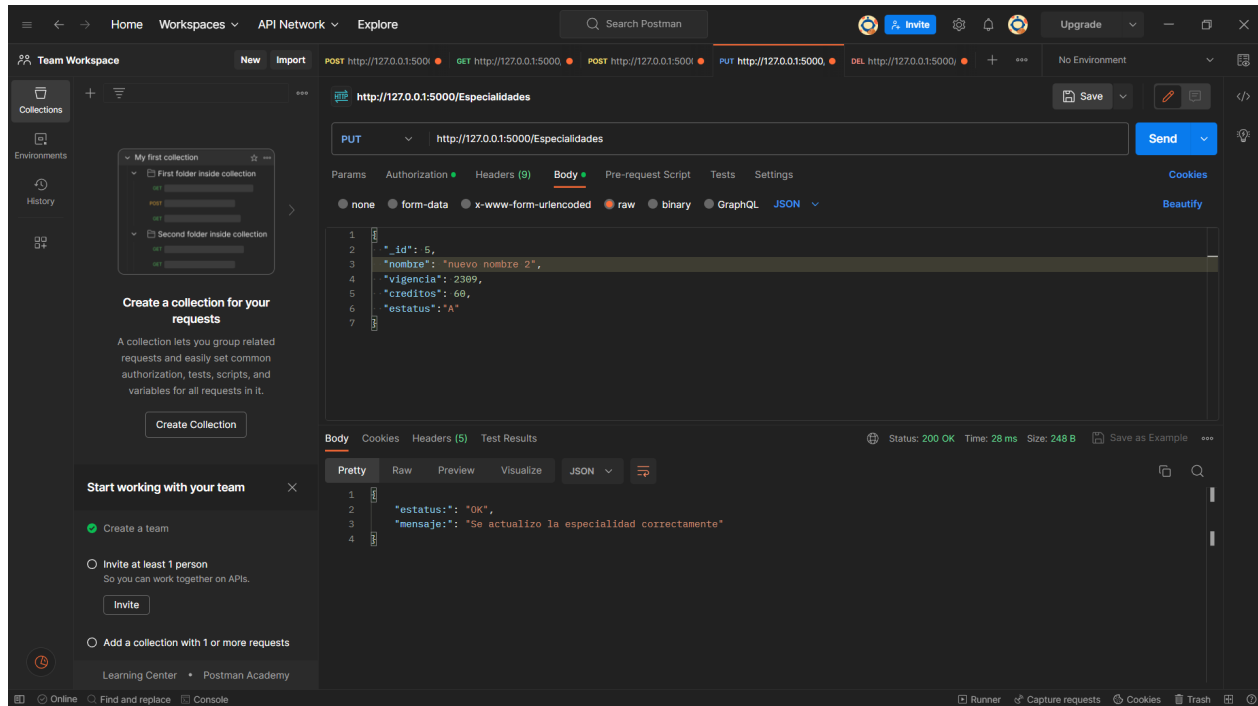 Home Workspaces API Network Explore Search Postman Invite Upgrade
Team Workspace New Import POST http://127.0.0.1:5000 GET http://127.0.0.1:5000, POST http://127.0.0.1:5000 PUT http://127.0.0.1:5000, DEL http://127.0.0.1:5000/ No Environment
Collections
Environments
History
My first collection
First folder inside collection
GET
POST
GET
Second folder inside collection
GET
GET
Create a collection for your
requests
A collection lets you group related
requests and easily set common
authorization, tests, scripts, and
variables for all requests in it.
Create Collection
Start working with your team
Create a team
Invite at least 1 person
So you can work together on APIs.
Invite
Add a collection with 1 or more requests
Learning Center • Postman Academy
HTTP http://127.0.0.1:5000/Especialidades Save
PUT http://127.0.0.1:5000/Especialidades Send
Params Authorization Headers (9) Body Pre-request Script Tests Settings Cookies
none form-data x-www-form-urlencoded raw binary GraphQL JSON Beautify
1 {
2 "_id": 5,
3 "nombre": "nuevo nombre 2",
4 "vigencia": 2309,
5 "creditos": 60,
6 "estatus":"A"
7 }
Body Cookies Headers (5) Test Results Status: 200 OK Time: 28 ms Size: 248 B Save as Example
Pretty Raw Preview Visualize JSON
1 {
2 "estatus:": "OK",
3 "mensaje:": "Se actualizo la especialidad correctamente"
4 }
Online Find and replace Console Runner Capture requests Cookies Trash